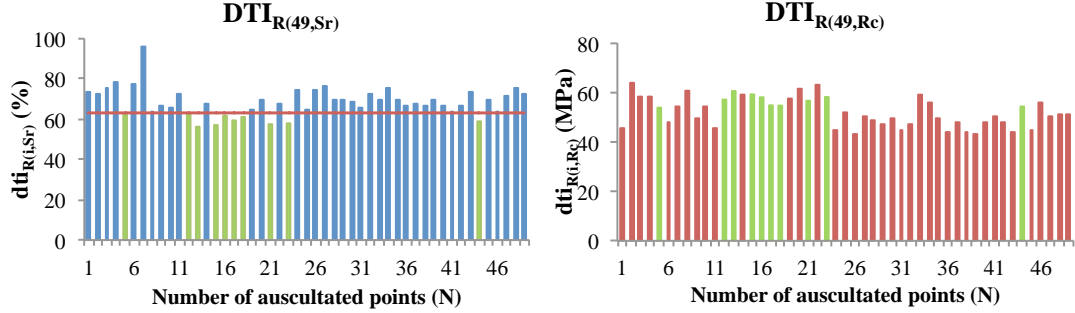 DTI_R(49,Sr)
dti_R(i,Sr) (%)
100
80
60
40
20
0
1 6 11 16 21 26 31 36 41 46
Number of auscultated points (N)
DTI_R(49,Rc)
dti_R(i,Rc) (MPa)
80
60
40
20
0
1 6 11 16 21 26 31 36 41 46
Number of auscultated points (N)